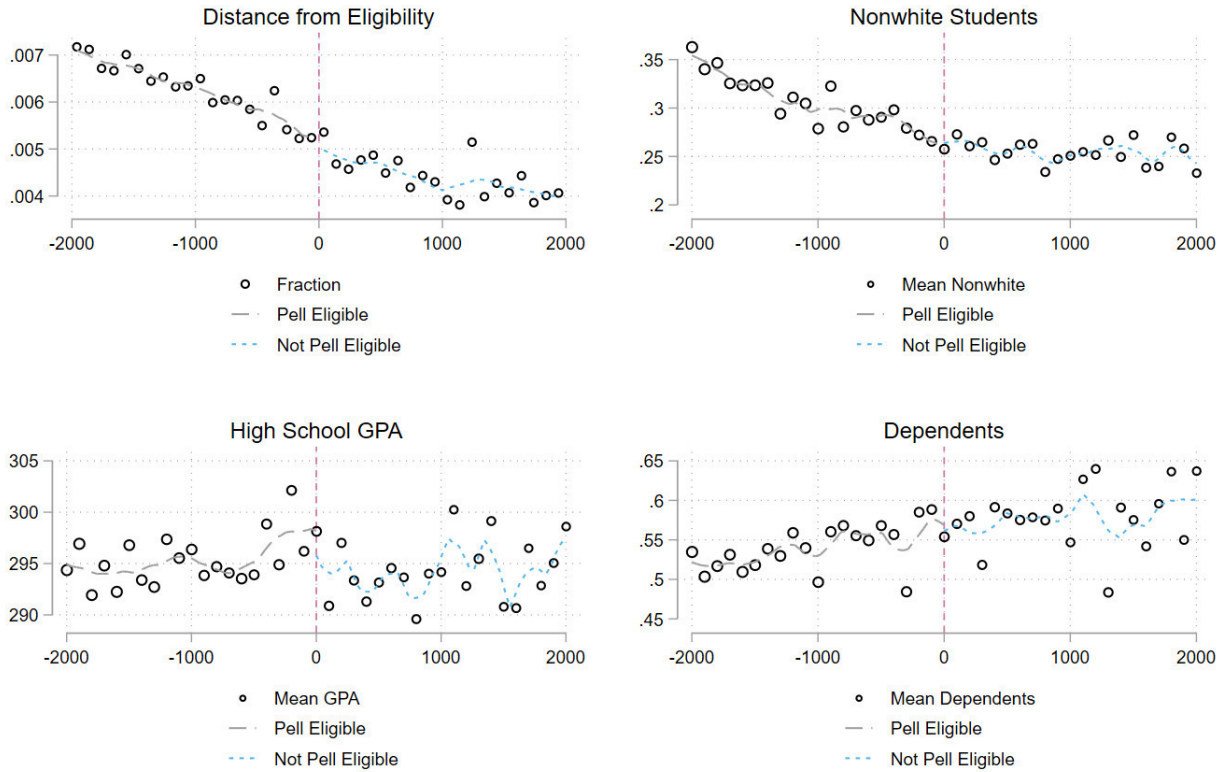 Distance from Eligibility
.007
.006
.005
.004
-2000 -1000 0 1000 2000
Fraction
Pell Eligible
Not Pell Eligible
Nonwhite Students
.35
.3
.25
.2
-2000 -1000 0 1000 2000
Mean Nonwhite
Pell Eligible
Not Pell Eligible
High School GPA
305
300
295
290
-2000 -1000 0 1000 2000
Mean GPA
Pell Eligible
Not Pell Eligible
Dependents
.65
.6
.55
.5
.45
-2000 -1000 0 1000 2000
Mean Dependents
Pell Eligible
Not Pell Eligible